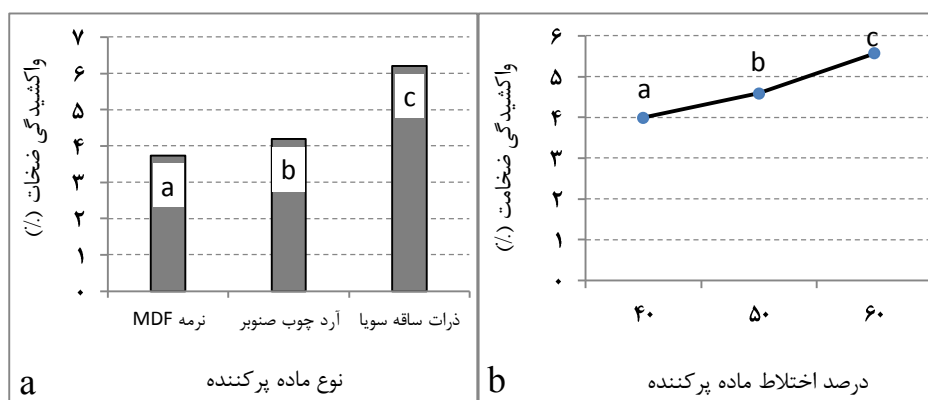 واکشیدگی ضخات (%)
۷
۶
۵
۴
۳
۲
۱
۰
a
b
c
نرمه MDF
آرد چوب صنوبر
ذرات ساقه سویا
نوع ماده پرکننده
a
واکشیدگی ضخامت (%)
۶
۵
۴
۳
۲
۱
۰
a
b
c
۴۰
۵۰
۶۰
درصد اختلاط ماده پرکننده
b